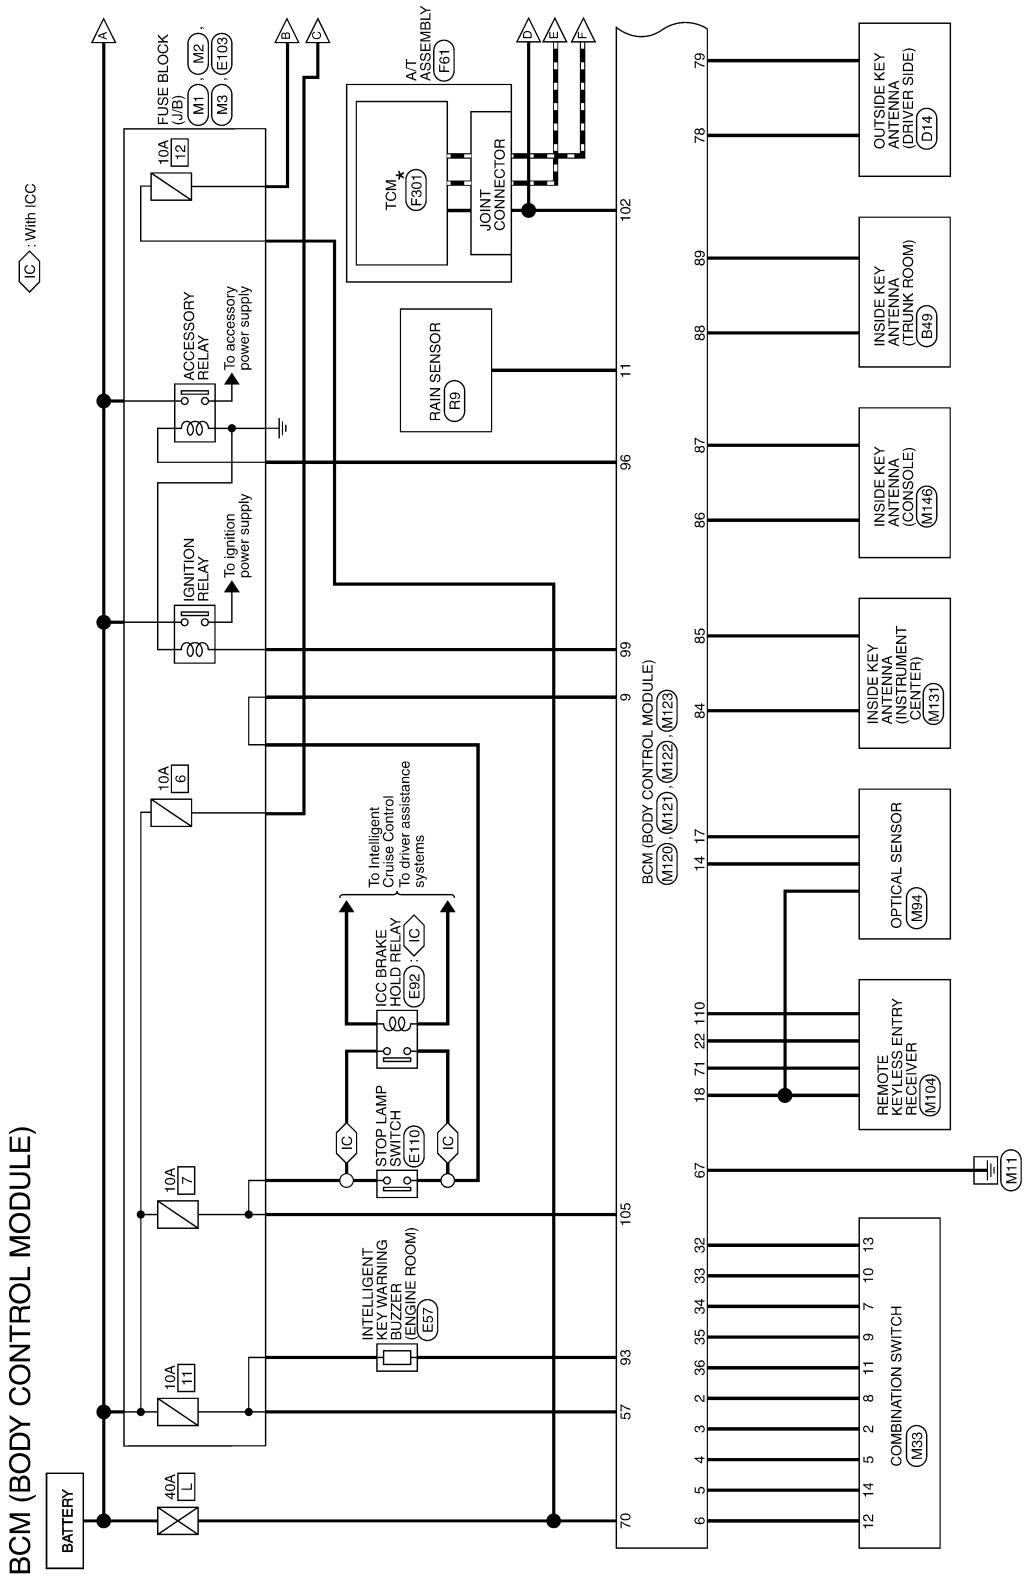 BCM (BODY CONTROL MODULE)
IC : With ICC
BATTERY
A
B
C
40A
L
10A
11
10A
7
10A
6
IGNITION
RELAY
To ignition
power supply
ACCESSORY
RELAY
To accessory
power supply
10A
12
FUSE BLOCK
(J/B)
M1 , M2 ,
M3 , E103
INTELLIGENT
KEY WARNING
BUZZER
(ENGINE ROOM)
E57
STOP LAMP
SWITCH
E110
IC
IC
ICC BRAKE
HOLD RELAY
E92 : IC
To Intelligent
Cruise Control
To driver assistance
systems
RAIN SENSOR
R9
A/T
ASSEMBLY
F61
TCM*
F301
JOINT
CONNECTOR
D
E
F
70
57
93
105
9
99
96
11
102
BCM (BODY CONTROL MODULE)
M120 , M121 , M122 , M123
6
5
4
3
2
36
35
34
33
32
67
18
71
22
110
14
17
84
85
86
87
88
89
78
79
12
14
5
2
8
11
9
7
10
13
COMBINATION SWITCH
M33
M11
REMOTE
KEYLESS ENTRY
RECEIVER
M104
OPTICAL SENSOR
M94
INSIDE KEY
ANTENNA
(INSTRUMENT
CENTER)
M131
INSIDE KEY
ANTENNA
(CONSOLE)
M146
INSIDE KEY
ANTENNA
(TRUNK ROOM)
B49
OUTSIDE KEY
ANTENNA
(DRIVER SIDE)
D14